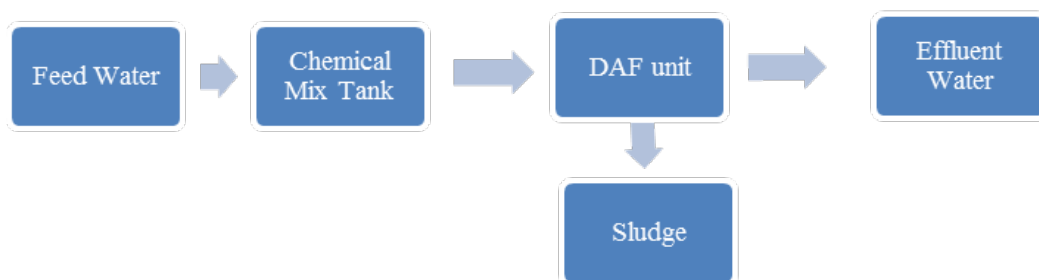 Feed Water
Chemical
Mix Tank
DAF unit
Effluent
Water
Sludge